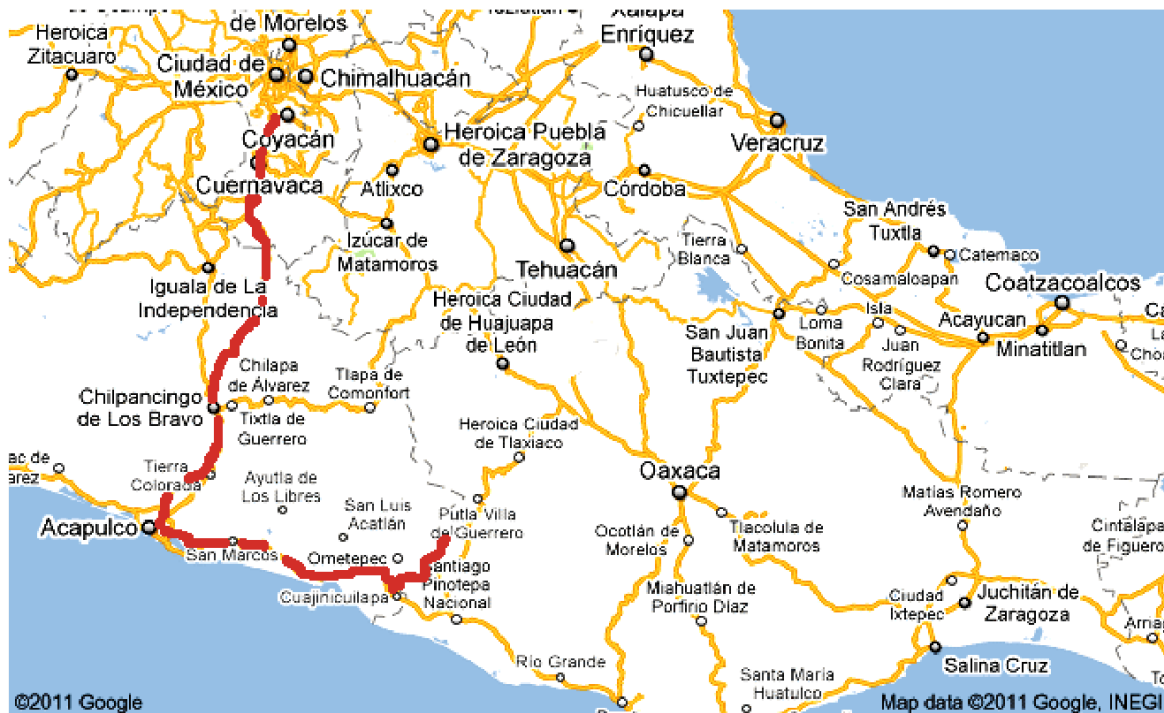 de Morelos
Heroica
Zitacuaro
Ciudad de
México
Chimalhuacán
Coyacán
Cuernavaca
Heroica Puebla
de Zaragoza
Atlixco
Izúcar de
Matamoros
Xalapa
Enríquez
Huatusco de
Chicuellar
Veracruz
Córdoba
Tierra
Blanca
San Andrés
Tuxtla
Catemaco
Cosamaloapan
Coatzacoalcos
Tehuacán
Iguala de La
Independencia
Heroica Ciudad
de Huajuapa
de León
San Juan
Bautista
Tuxtepec
Loma
Bonita
Isla
Juan
Rodríguez
Clara
Acayucan
Minatitlan
Chilapa
de Álvarez
Tlapa de
Comonfort
Chilpancingo
de Los Bravo
Tixtla de
Guerrero
Heroica Ciudad
de Tlaxiaco
Tierra
Colorada
Ayutla de
Los Libres
San Luis
Acatlán
Putla Villa
de Guerrero
Oaxaca
Matías Romero
Avendaño
Acapulco
San Marcos
Ometepec
Cuajinicuilapa
Santiago
Pinotepa
Nacional
Ocotlán de
Morelos
Tlacolula de
Matamoros
Miahuatlán de
Porfirio Díaz
Cintalapa
de Figuero
Ciudad
Ixtepec
Juchitán de
Zaragoza
Salina Cruz
Río Grande
Santa María
Huatulco
©2011 Google
Map data ©2011 Google, INEGI